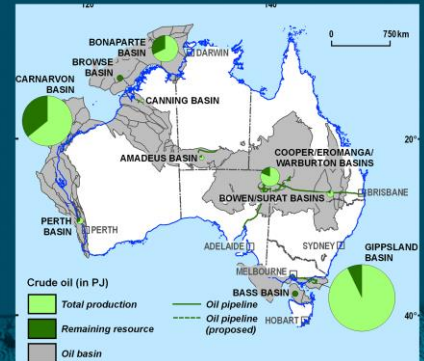 120
140
BONAPARTE
BASIN
BROWSE
BASIN
DARWIN
0 750 km
CARNARVON
BASIN
CANNING BASIN
20°
AMADEUS BASIN
COOPER/EROMANGA/
WARBURTON BASINS
BOWEN/SURAT BASINS
BRISBANE
PERTH
BASIN
PERTH
ADELAIDE
SYDNEY
GIPPSLAND
BASIN
MELBOURNE
BASS BASIN
HOBART
40°
Crude oil (in PJ)
Total production
Remaining resource
Oil basin
Oil pipeline
Oil pipeline
(proposed)